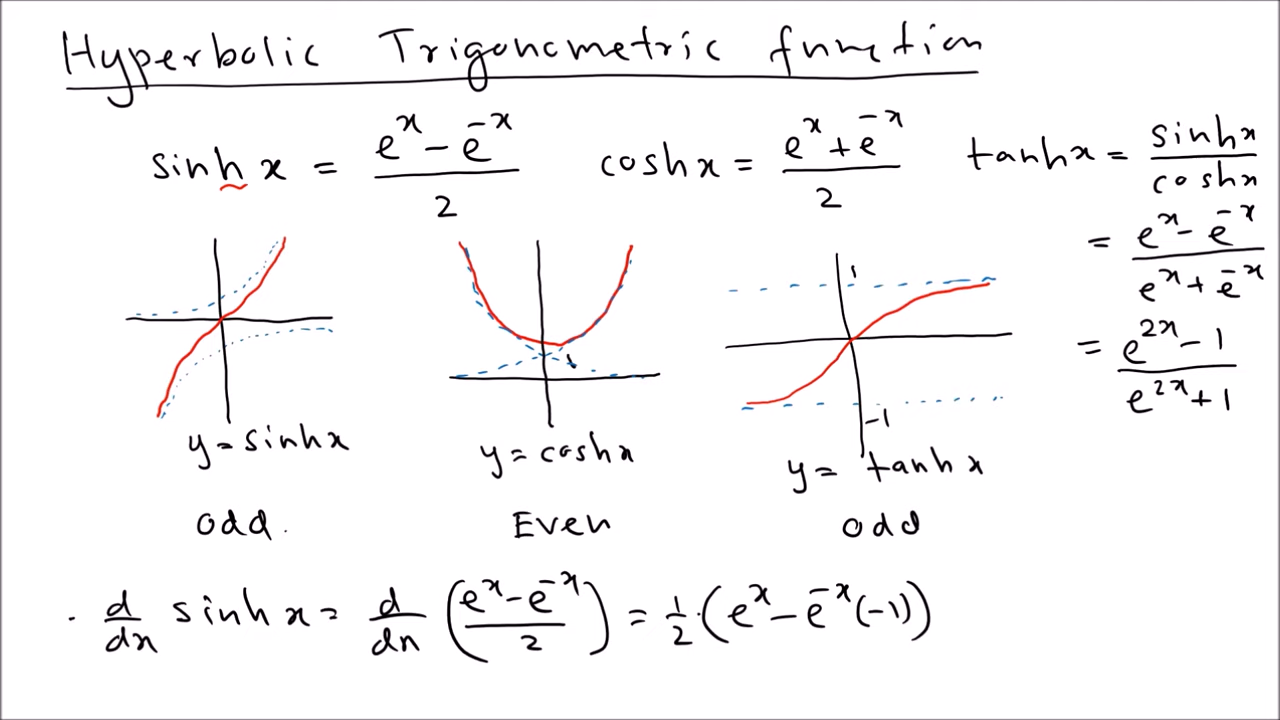 Hyperbolic Trigonometric function
sinh x = (e^x - e^-x)/2    cosh x = (e^x + e^-x)/2    tanh x = sinh x/cosh x
= (e^x - e^-x)/(e^x + e^-x)
= (e^2x - 1)/(e^2x + 1)
1
1
-1
y = sinh x    y = cosh x    y = tanh x
odd.    Even    odd
. d/dx sinh x = d/dx ((e^x - e^-x)/2) = 1/2 · (e^x - e^-x (-1))